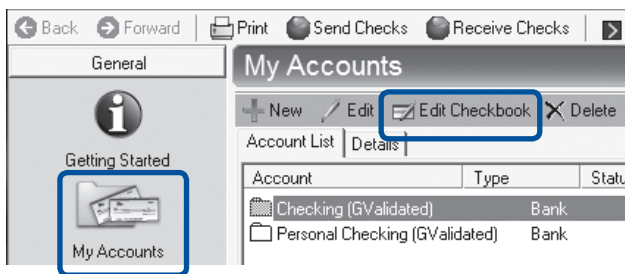 Back Forward Print Send Checks Receive Checks
General
My Accounts
New Edit Edit Checkbook Delete
Getting Started
Account List Details
Account Type Statu
Checking (GValidated) Bank
My Accounts
Personal Checking (GValidated) Bank